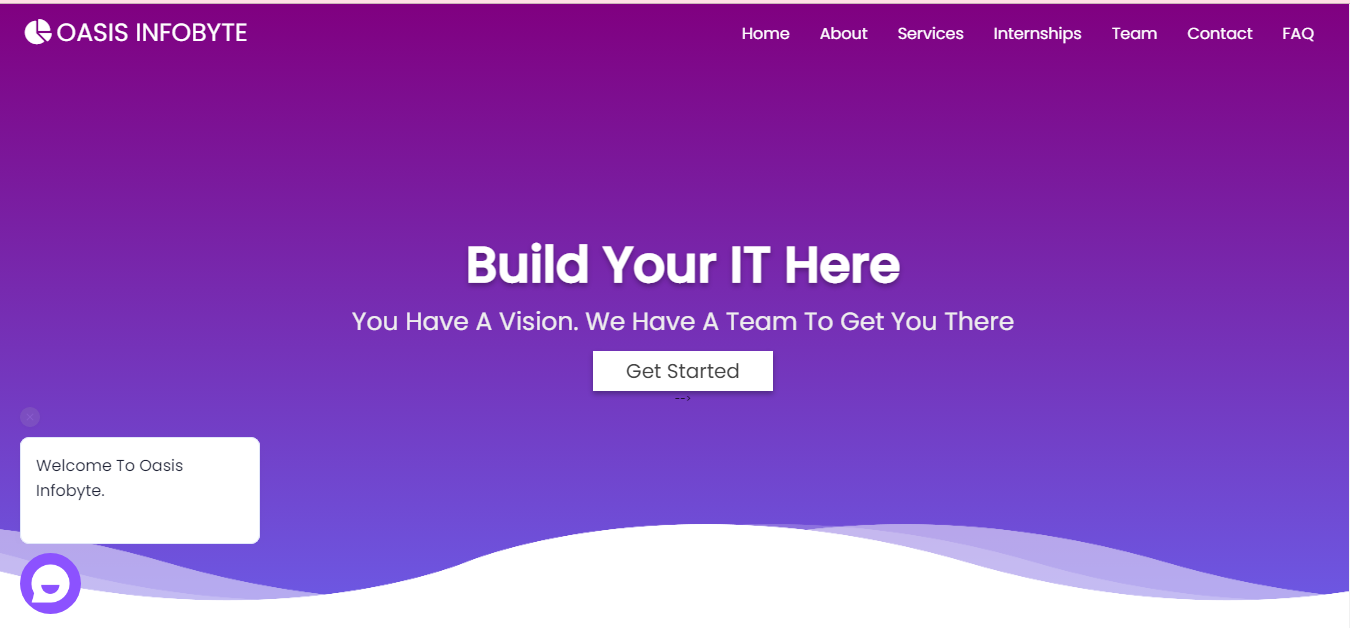 OASIS INFOBYTE
Home About Services Internships Team Contact FAQ
Build Your IT Here
You Have A Vision. We Have A Team To Get You There
Get Started
-->
Welcome To Oasis
Infobyte.